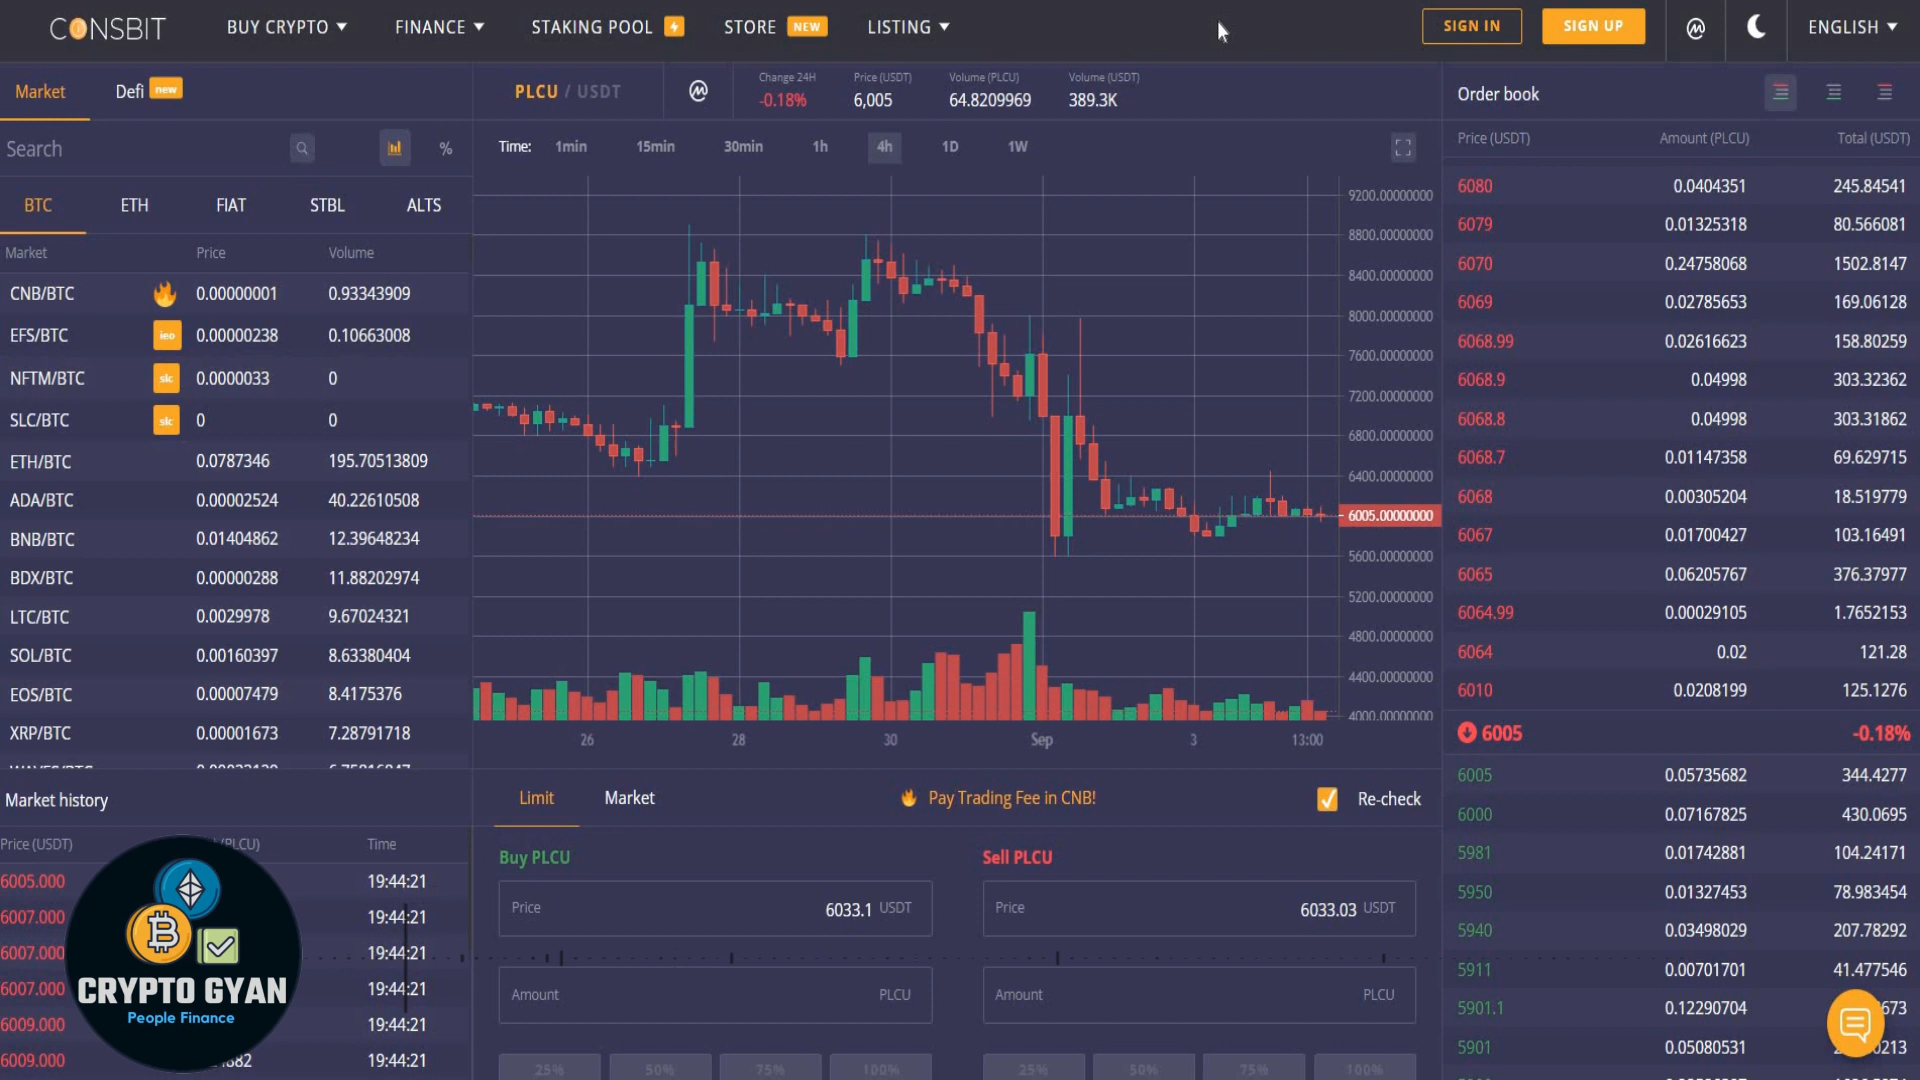 CONSBIT
BUY CRYPTO
FINANCE
STAKING POOL
STORE NEW
LISTING
SIGN IN
SIGN UP
ENGLISH
Market
Defi new
Search
%
BTC ETH FIAT STBL ALTS
Market Price Volume
CNB/BTC 0.00000001 0.93343909
EFS/BTC ieo 0.00000238 0.10663008
NFTM/BTC slc 0.0000033 0
SLC/BTC slc 0 0
ETH/BTC 0.0787346 195.70513809
ADA/BTC 0.00002524 40.22610508
BNB/BTC 0.01404862 12.39648234
BDX/BTC 0.00000288 11.88202974
LTC/BTC 0.0029978 9.67024321
SOL/BTC 0.00160397 8.63380404
EOS/BTC 0.00007479 8.4175376
XRP/BTC 0.00001673 7.28791718
Market history
Price (USDT) Time
6005.000 19:44:21
6007.000 19:44:21
6007.000 19:44:21
6007.000 19:44:21
6009.000 19:44:21
6009.000 19:44:21
CRYPTO GYAN
People Finance
PLCU / USDT
Change 24H
-0.18%
Price (USDT)
6,005
Volume (PLCU)
64.8209969
Volume (USDT)
389.3K
Time: 1min 15min 30min 1h 4h 1D 1W
9200.00000000
8800.00000000
8400.00000000
8000.00000000
7600.00000000
7200.00000000
6800.00000000
6400.00000000
6005.00000000
5600.00000000
5200.00000000
4800.00000000
4400.00000000
4000.00000000
26 28 30 Sep 3 13:00
Limit Market
Pay Trading Fee in CNB!
Re-check
Buy PLCU
Price 6033.1 USDT
Amount PLCU
25% 50% 75% 100%
Sell PLCU
Price 6033.03 USDT
Amount PLCU
25% 50% 75% 100%
Order book
Price (USDT) Amount (PLCU) Total (USDT)
6080 0.0404351 245.84541
6079 0.01325318 80.566081
6070 0.24758068 1502.8147
6069 0.02785653 169.06128
6068.99 0.02616623 158.80259
6068.9 0.04998 303.32362
6068.8 0.04998 303.31862
6068.7 0.01147358 69.629715
6068 0.00305204 18.519779
6067 0.01700427 103.16491
6065 0.06205767 376.37977
6064.99 0.00029105 1.7652153
6064 0.02 121.28
6010 0.0208199 125.1276
6005 -0.18%
6005 0.05735682 344.4277
6000 0.07167825 430.0695
5981 0.01742881 104.24171
5950 0.01327453 78.983454
5940 0.03498029 207.78292
5911 0.00701701 41.477546
5901.1 0.12290704
5901 0.05080531